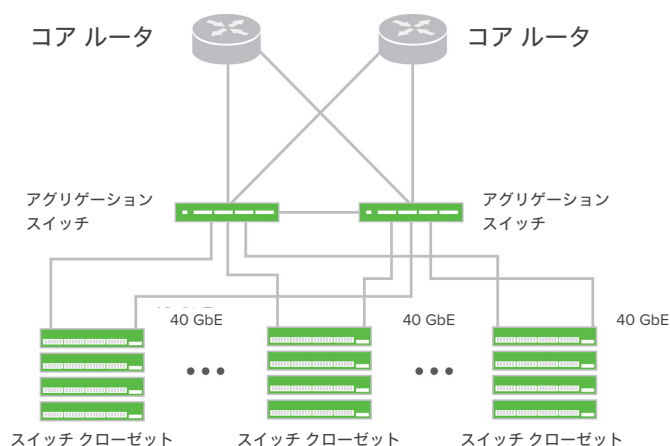 コア ルータ
コア ルータ
アグリゲーション
スイッチ
アグリゲーション
スイッチ
40 GbE
40 GbE
40 GbE
スイッチ クローゼット
スイッチ クローゼット
スイッチ クローゼット